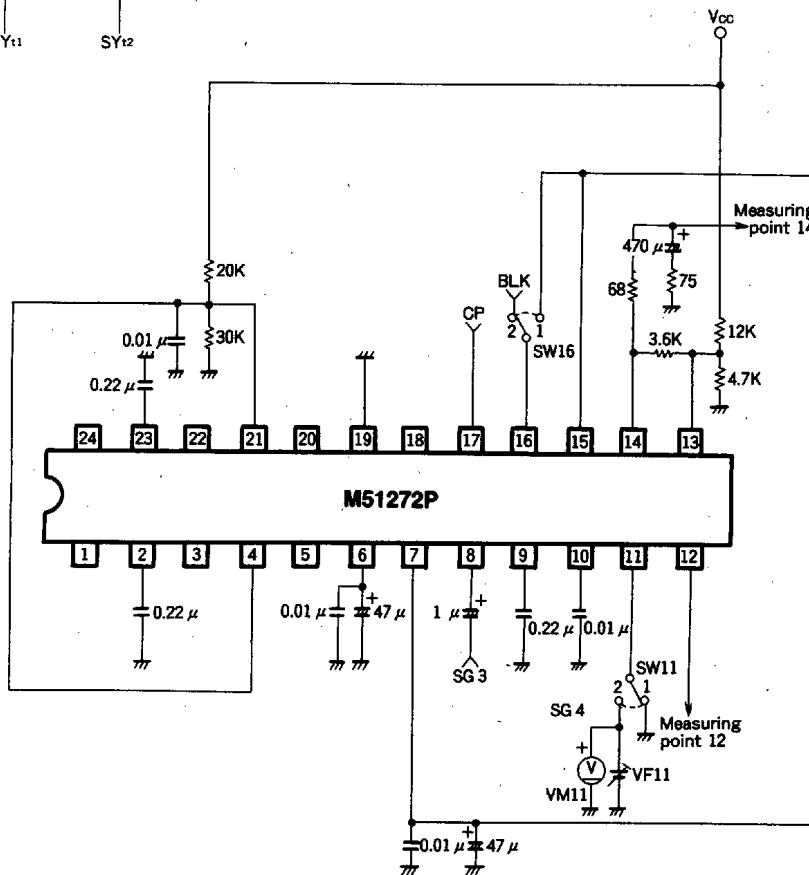 Yt1
SYt2
Vcc
Measuring
point 14
470 μ
+
75
68
20K
BLK
CP
2
1
SW16
12K
3.6K
4.7K
0.01 μ
30K
0.22 μ
24
23
22
21
20
19
18
17
16
15
14
13
M51272P
1
2
3
4
5
6
7
8
9
10
11
12
0.22 μ
0.01 μ
+
47 μ
1 μ
+
SG 3
0.22 μ
0.01 μ
SW11
2
1
SG 4
Measuring
point 12
+
V
VM11
VF11
0.01 μ
+
47 μ